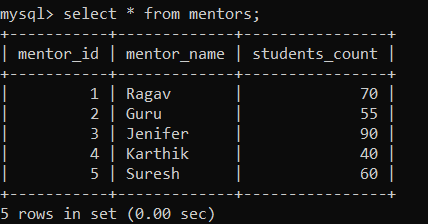 mysql> select * from mentors;
+-----------+-------------+----------------+
| mentor_id | mentor_name | students_count |
+-----------+-------------+----------------+
|         1 | Ragav       |             70 |
|         2 | Guru        |             55 |
|         3 | Jenifer     |             90 |
|         4 | Karthik     |             40 |
|         5 | Suresh      |             60 |
+-----------+-------------+----------------+
5 rows in set (0.00 sec)